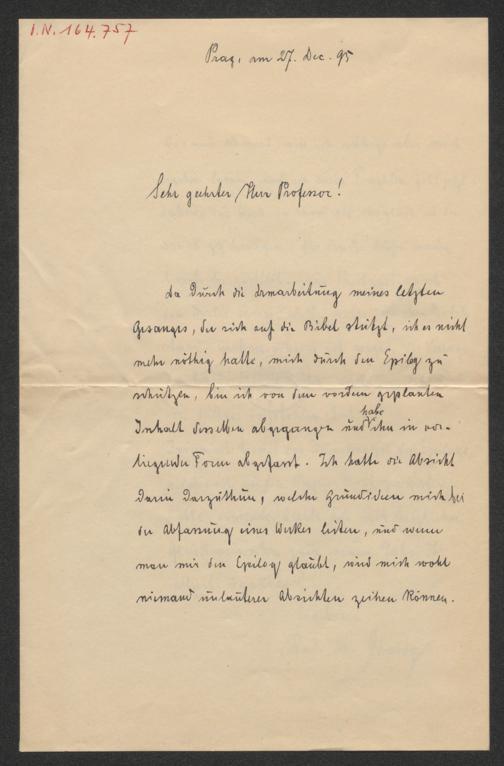 I.N. 164.757
Prag, am 27. Dec. 95
Sehr geehrter Herr Professor!
da durch die Umarbeitung meines letzten
Gesanges, der sich auf die Bibel stützt, ich es nicht
mehr nöthig hatte, mich durch den Epilog zu
schützen, bin ich von dem vordem geplanten
Inhalt desselben abgegangen und habe ihn in vor-
liegender Form abgefasst. Ich hatte die Absicht
darin darzuthun, welche Grundideen mich bei
der Abfassung eines Werkes leiten, und wenn
man mir den Epilog glaubt, wird mich wohl
niemand unlauterer Absichten zeihen können.